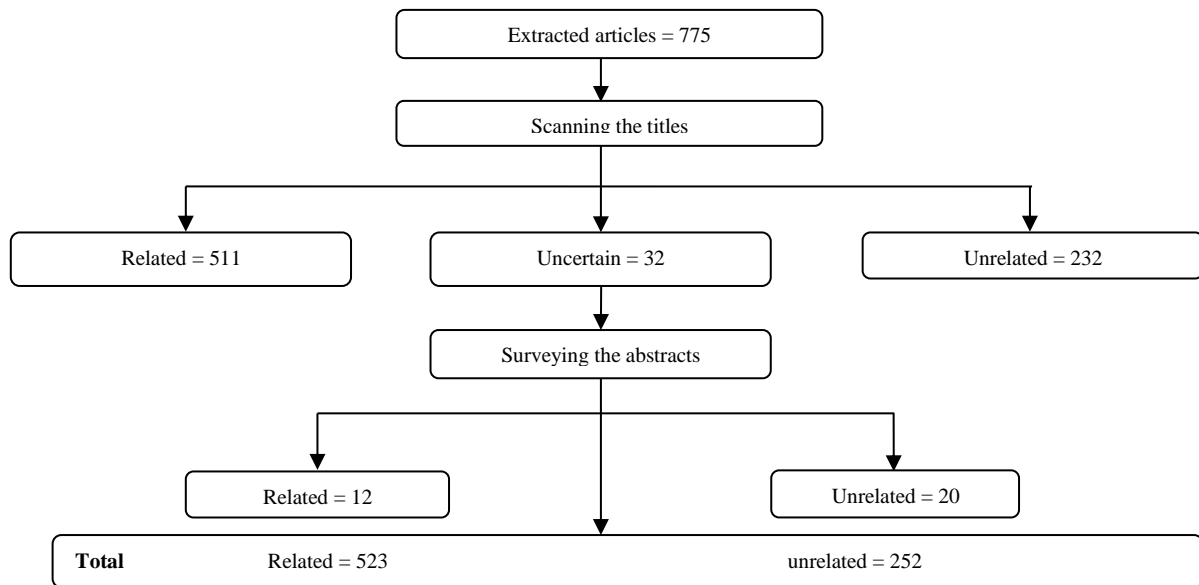 Extracted articles = 775
Scanning the titles
Related = 511
Uncertain = 32
Unrelated = 232
Surveying the abstracts
Related = 12
Unrelated = 20
Total Related = 523 unrelated = 252